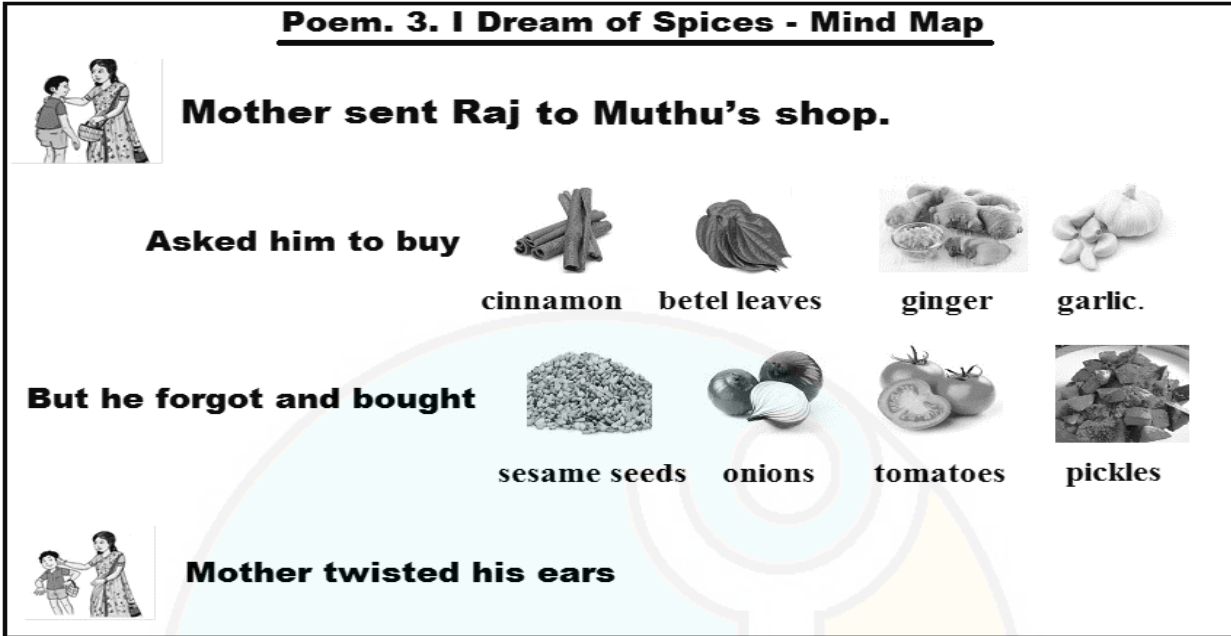 Poem. 3. I Dream of Spices - Mind Map
Mother sent Raj to Muthu’s shop.
Asked him to buy
cinnamon betel leaves ginger garlic.
But he forgot and bought
sesame seeds onions tomatoes pickles
Mother twisted his ears